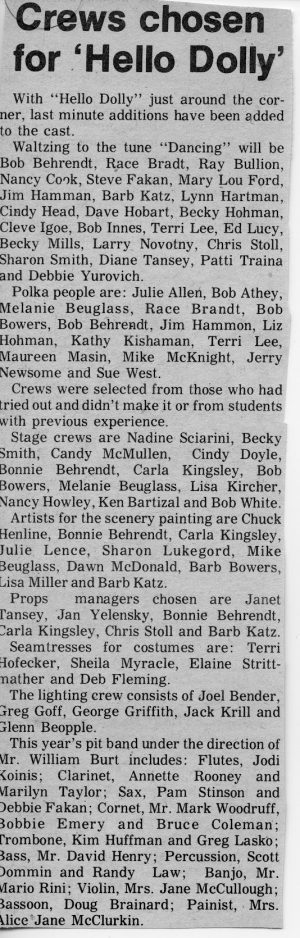 Crews chosen
for ‘Hello Dolly’
With "Hello Dolly" just around the cor-
ner, last minute additions have been added
to the cast.
Waltzing to the tune "Dancing" will be
Bob Behrendt, Race Bradt, Ray Bullion,
Nancy Cook, Steve Fakan, Mary Lou Ford,
Jim Hamman, Barb Katz, Lynn Hartman,
Cindy Head, Dave Hobart, Becky Hohman,
Cleve Igoe, Bob Innes, Terri Lee, Ed Lucy,
Becky Mills, Larry Novotny, Chris Stoll,
Sharon Smith, Diane Tansey, Patti Traina
and Debbie Yurovich.
Polka people are: Julie Allen, Bob Athey,
Melanie Beuglass, Race Brandt, Bob
Bowers, Bob Behrendt, Jim Hammon, Liz
Hohman, Kathy Kishaman, Terri Lee,
Maureen Masin, Mike McKnight, Jerry
Newsome and Sue West.
Crews were selected from those who had
tried out and didn't make it or from students
with previous experience.
Stage crews are Nadine Sciarini, Becky
Smith, Candy McMullen, Cindy Doyle,
Bonnie Behrendt, Carla Kingsley, Bob
Bowers, Melanie Beuglass, Lisa Kircher,
Nancy Howley, Ken Bartizal and Bob White.
Artists for the scenery painting are Chuck
Henline, Bonnie Behrendt, Carla Kingsley,
Julie Lence, Sharon Lukegord, Mike
Beuglass, Dawn McDonald, Barb Bowers,
Lisa Miller and Barb Katz.
Props managers chosen are Janet
Tansey, Jan Yelensky, Bonnie Behrendt,
Carla Kingsley, Chris Stoll and Barb Katz.
Seamtresses for costumes are: Terri
Hofecker, Sheila Myracle, Elaine Stritt-
mather and Deb Fleming.
The lighting crew consists of Joel Bender,
Greg Goff, George Griffith, Jack Krill and
Glenn Beopple.
This year's pit band under the direction of
Mr. William Burt includes: Flutes, Jodi
Koinis; Clarinet, Annette Rooney and
Marilyn Taylor; Sax, Pam Stinson and
Debbie Fakan; Cornet, Mr. Mark Woodruff,
Bobbie Emery and Bruce Coleman;
Trombone, Kim Huffman and Greg Lasko;
Bass, Mr. David Henry; Percussion, Scott
Dommin and Randy Law; Banjo, Mr.
Mario Rini; Violin, Mrs. Jane McCullough;
Bassoon, Doug Brainard; Painist, Mrs.
Alice Jane McClurkin.